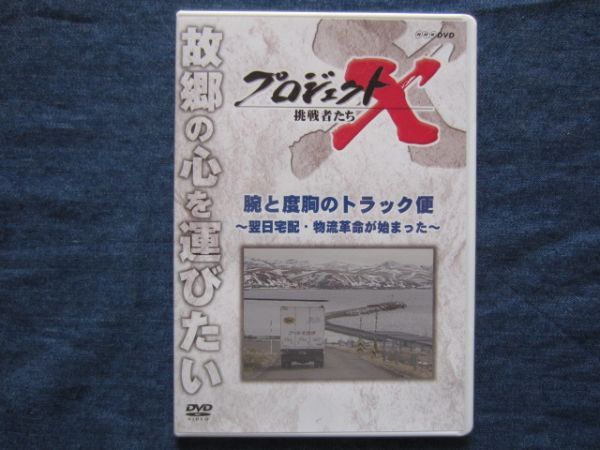 NHK DVD
プロジェクトX
挑戦者たち
故郷の心を運びたい
腕と度胸のトラック便
～翌日宅配・物流革命が始まった～
DVD
VIDEO